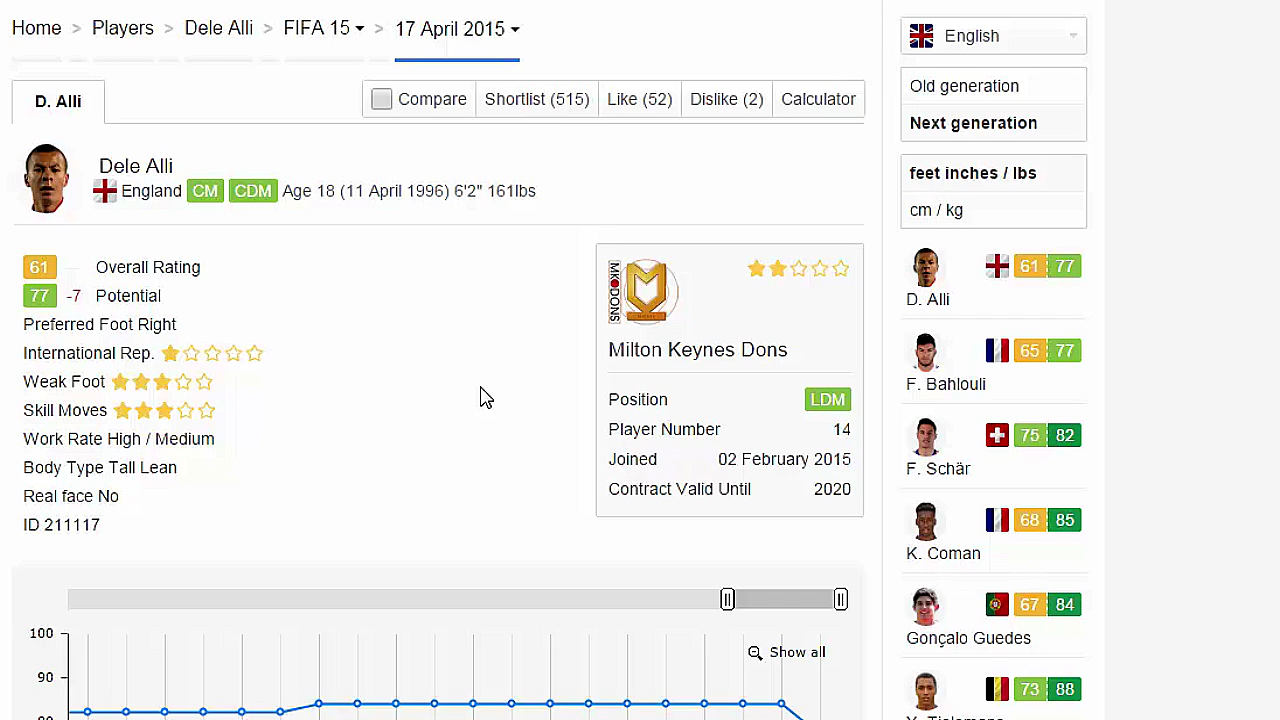 Home > Players > Dele Alli > FIFA 15 > 17 April 2015
English
D. Alli
Compare Shortlist (515) Like (52) Dislike (2) Calculator
Old generation
Next generation
Dele Alli
England CM CDM Age 18 (11 April 1996) 6'2" 161lbs
feet inches / lbs
cm / kg
61 Overall Rating
77 -7 Potential
Preferred Foot Right
International Rep.
Weak Foot
Skill Moves
Work Rate High / Medium
Body Type Tall Lean
Real face No
ID 211117
MK DONS
Milton Keynes Dons
Position LDM
Player Number 14
Joined 02 February 2015
Contract Valid Until 2020
61 77
D. Alli
65 77
F. Bahlouli
75 82
F. Schär
68 85
K. Coman
67 84
Gonçalo Guedes
73 88
100
Show all
90